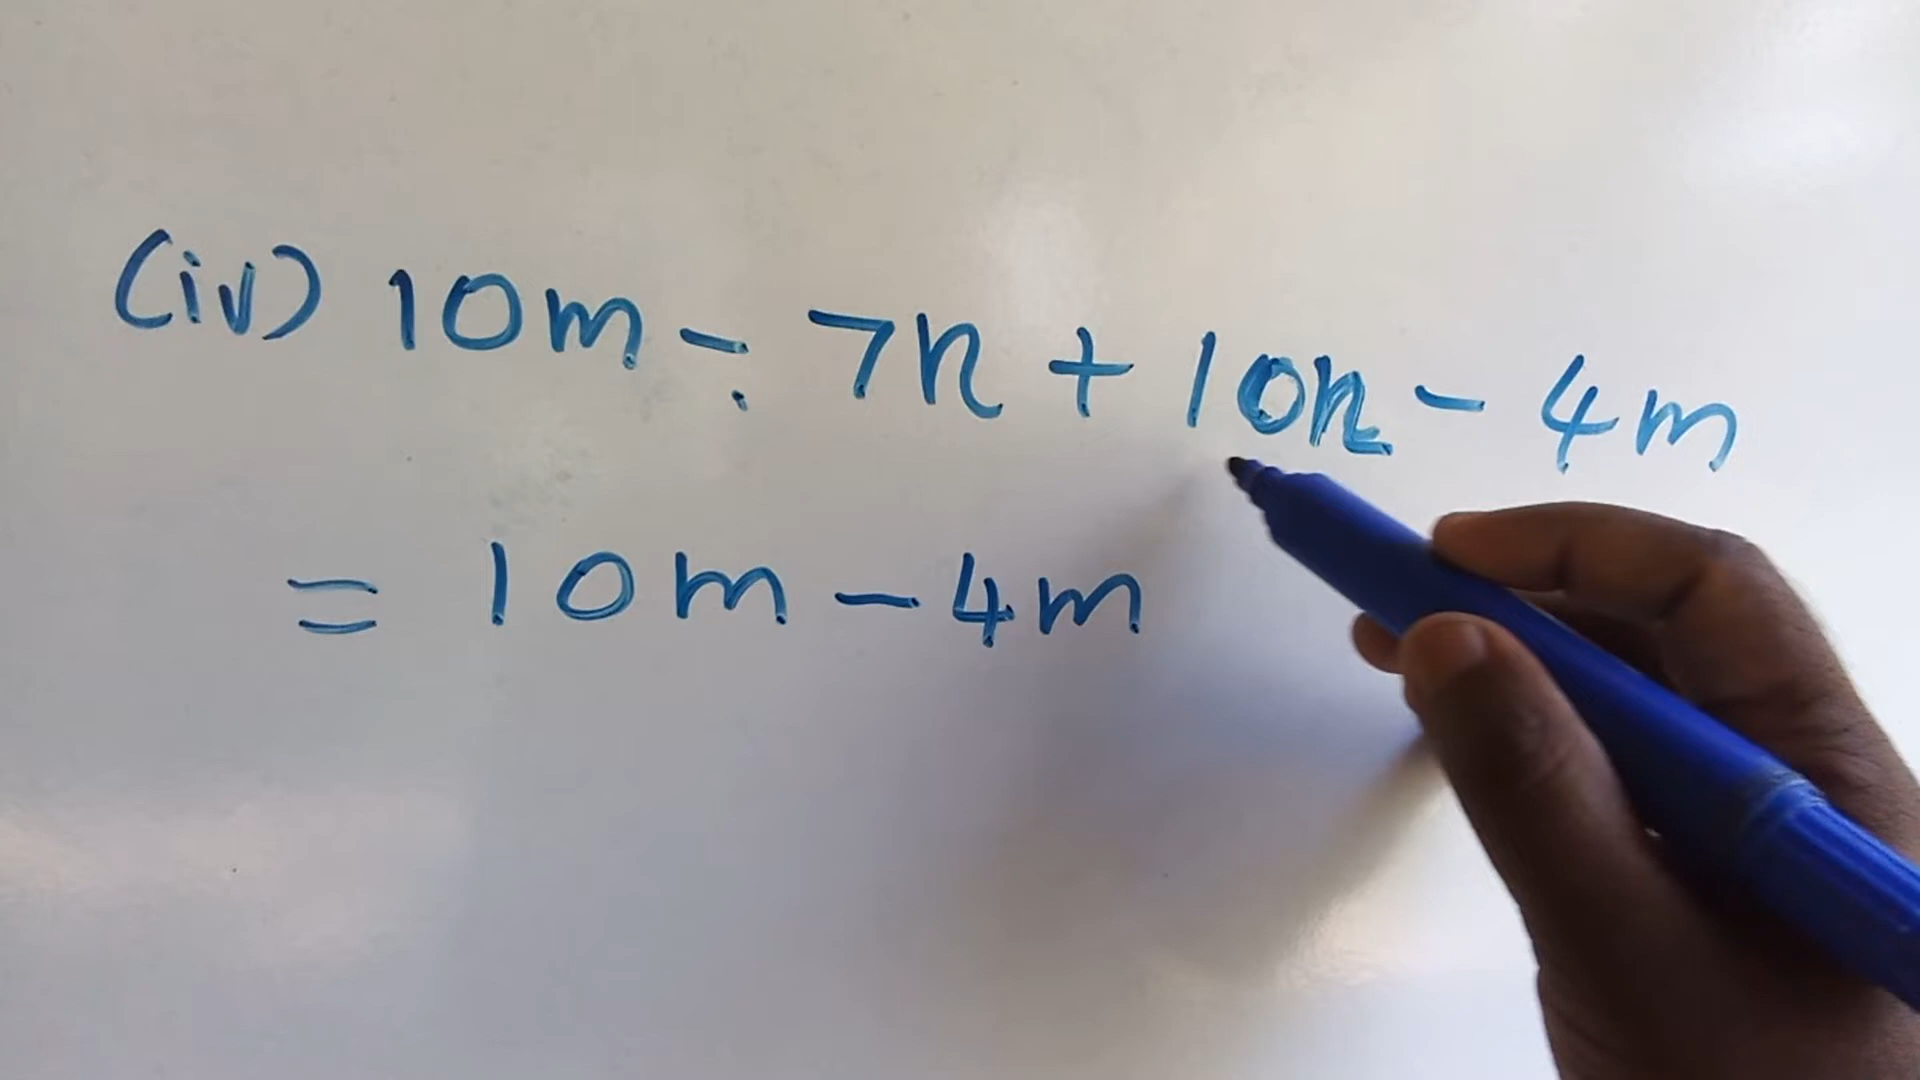 (iv) 10m - 7n + 10n - 4m
= 10m - 4m